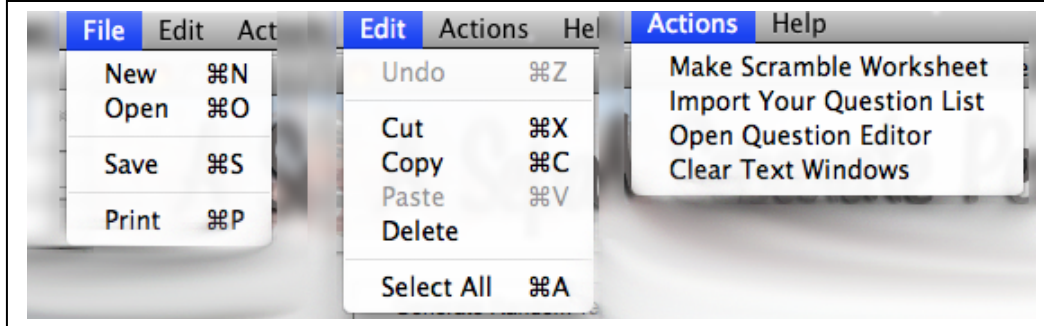 File Edit Act
New ⌘N
Open ⌘O
Save ⌘S
Print ⌘P
Edit Actions Hel
Undo ⌘Z
Cut ⌘X
Copy ⌘C
Paste ⌘V
Delete
Select All ⌘A
Actions Help
Make Scramble Worksheet
Import Your Question List
Open Question Editor
Clear Text Windows